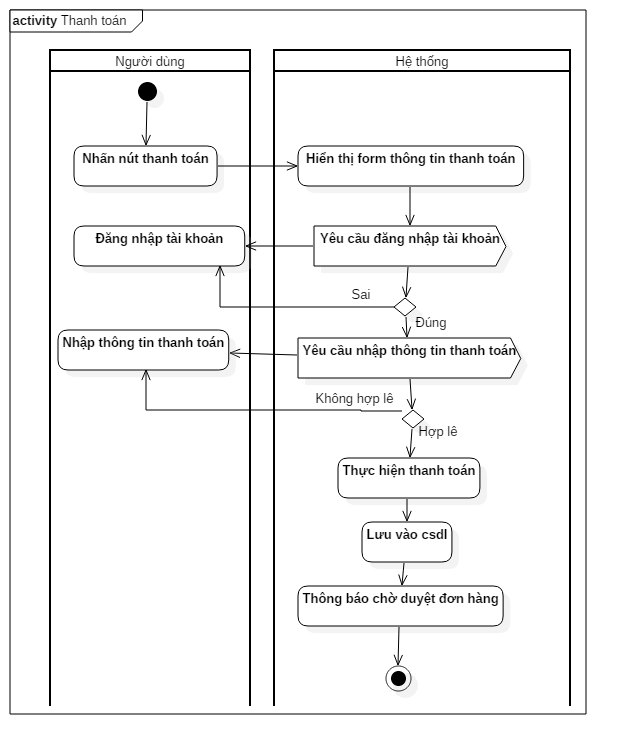 activity Thanh toán
Người dùng
Hệ thống
Nhấn nút thanh toán
Hiển thị form thông tin thanh toán
Đăng nhập tài khoản
Yêu cầu đăng nhập tài khoản
Sai
Đúng
Nhập thông tin thanh toán
Yêu cầu nhập thông tin thanh toán
Không hợp lê
Hợp lê
Thực hiện thanh toán
Lưu vào csdl
Thông báo chờ duyệt đơn hàng